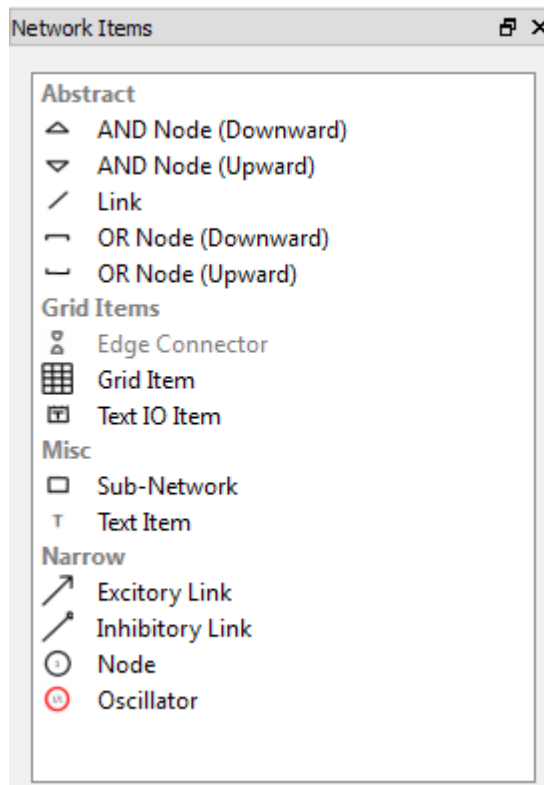 Network Items
Abstract
AND Node (Downward)
AND Node (Upward)
Link
OR Node (Downward)
OR Node (Upward)
Grid Items
Edge Connector
Grid Item
Text IO Item
Misc
Sub-Network
T Text Item
Narrow
Excitory Link
Inhibitory Link
Node
Oscillator